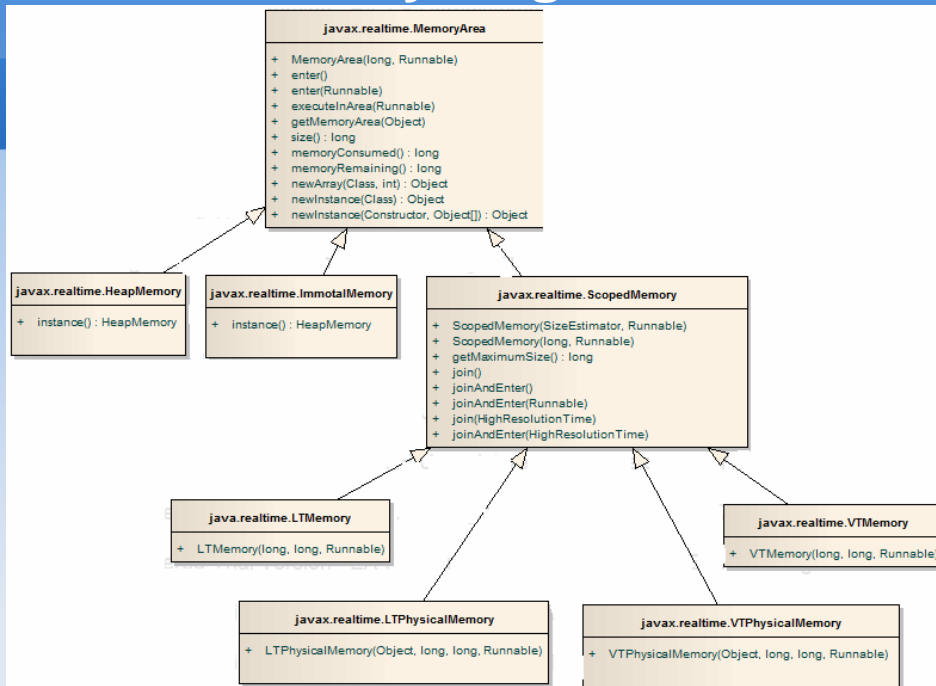 javax.realtime.MemoryArea
+ MemoryArea(long, Runnable)
+ enter()
+ enter(Runnable)
+ executeInArea(Runnable)
+ getMemoryArea(Object)
+ size() : long
+ memoryConsumed() : long
+ memoryRemaining() : long
+ newArray(Class, int) : Object
+ newInstance(Class) : Object
+ newInstance(Constructor, Object[]) : Object
javax.realtime.HeapMemory
+ instance() : HeapMemory
javax.realtime.ImmotalMemory
+ instance() : HeapMemory
javax.realtime.ScopedMemory
+ ScopedMemory(SizeEstimator, Runnable)
+ ScopedMemory(long, Runnable)
+ getMaximumSize() : long
+ join()
+ joinAndEnter()
+ joinAndEnter(Runnable)
+ join(HighResolutionTime)
+ joinAndEnter(HighResolutionTime)
java.realtime.LTMemory
+ LTMemory(long, long, Runnable)
javax.realtime.VTMemory
+ VTMemory(long, long, Runnable)
javax.realtime.LTPhysicalMemory
+ LTPhysicalMemory(Object, long, long, Runnable)
javax.realtime.VTPhysicalMemory
+ VTPhysicalMemory(Object, long, long, Runnable)